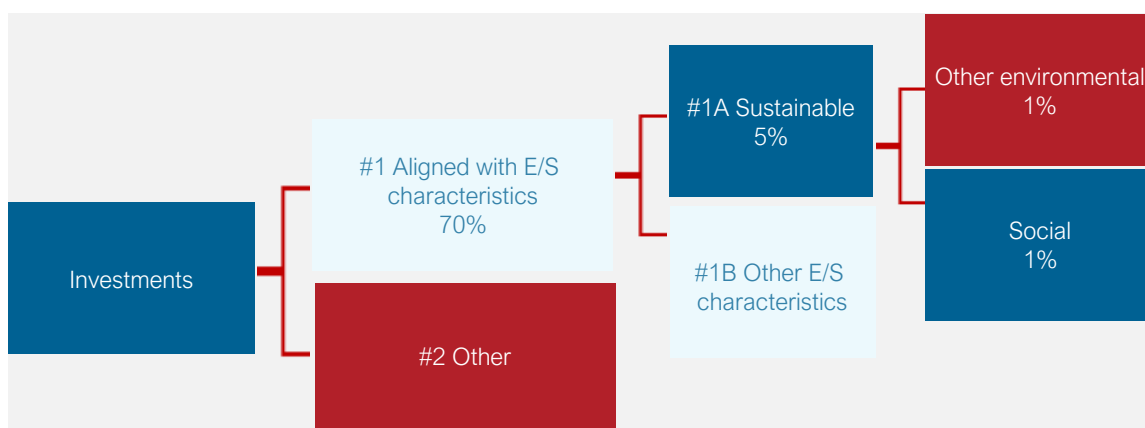 Investments
#1 Aligned with E/S
characteristics
70%
#2 Other
#1A Sustainable
5%
#1B Other E/S
characteristics
Other environmental
1%
Social
1%